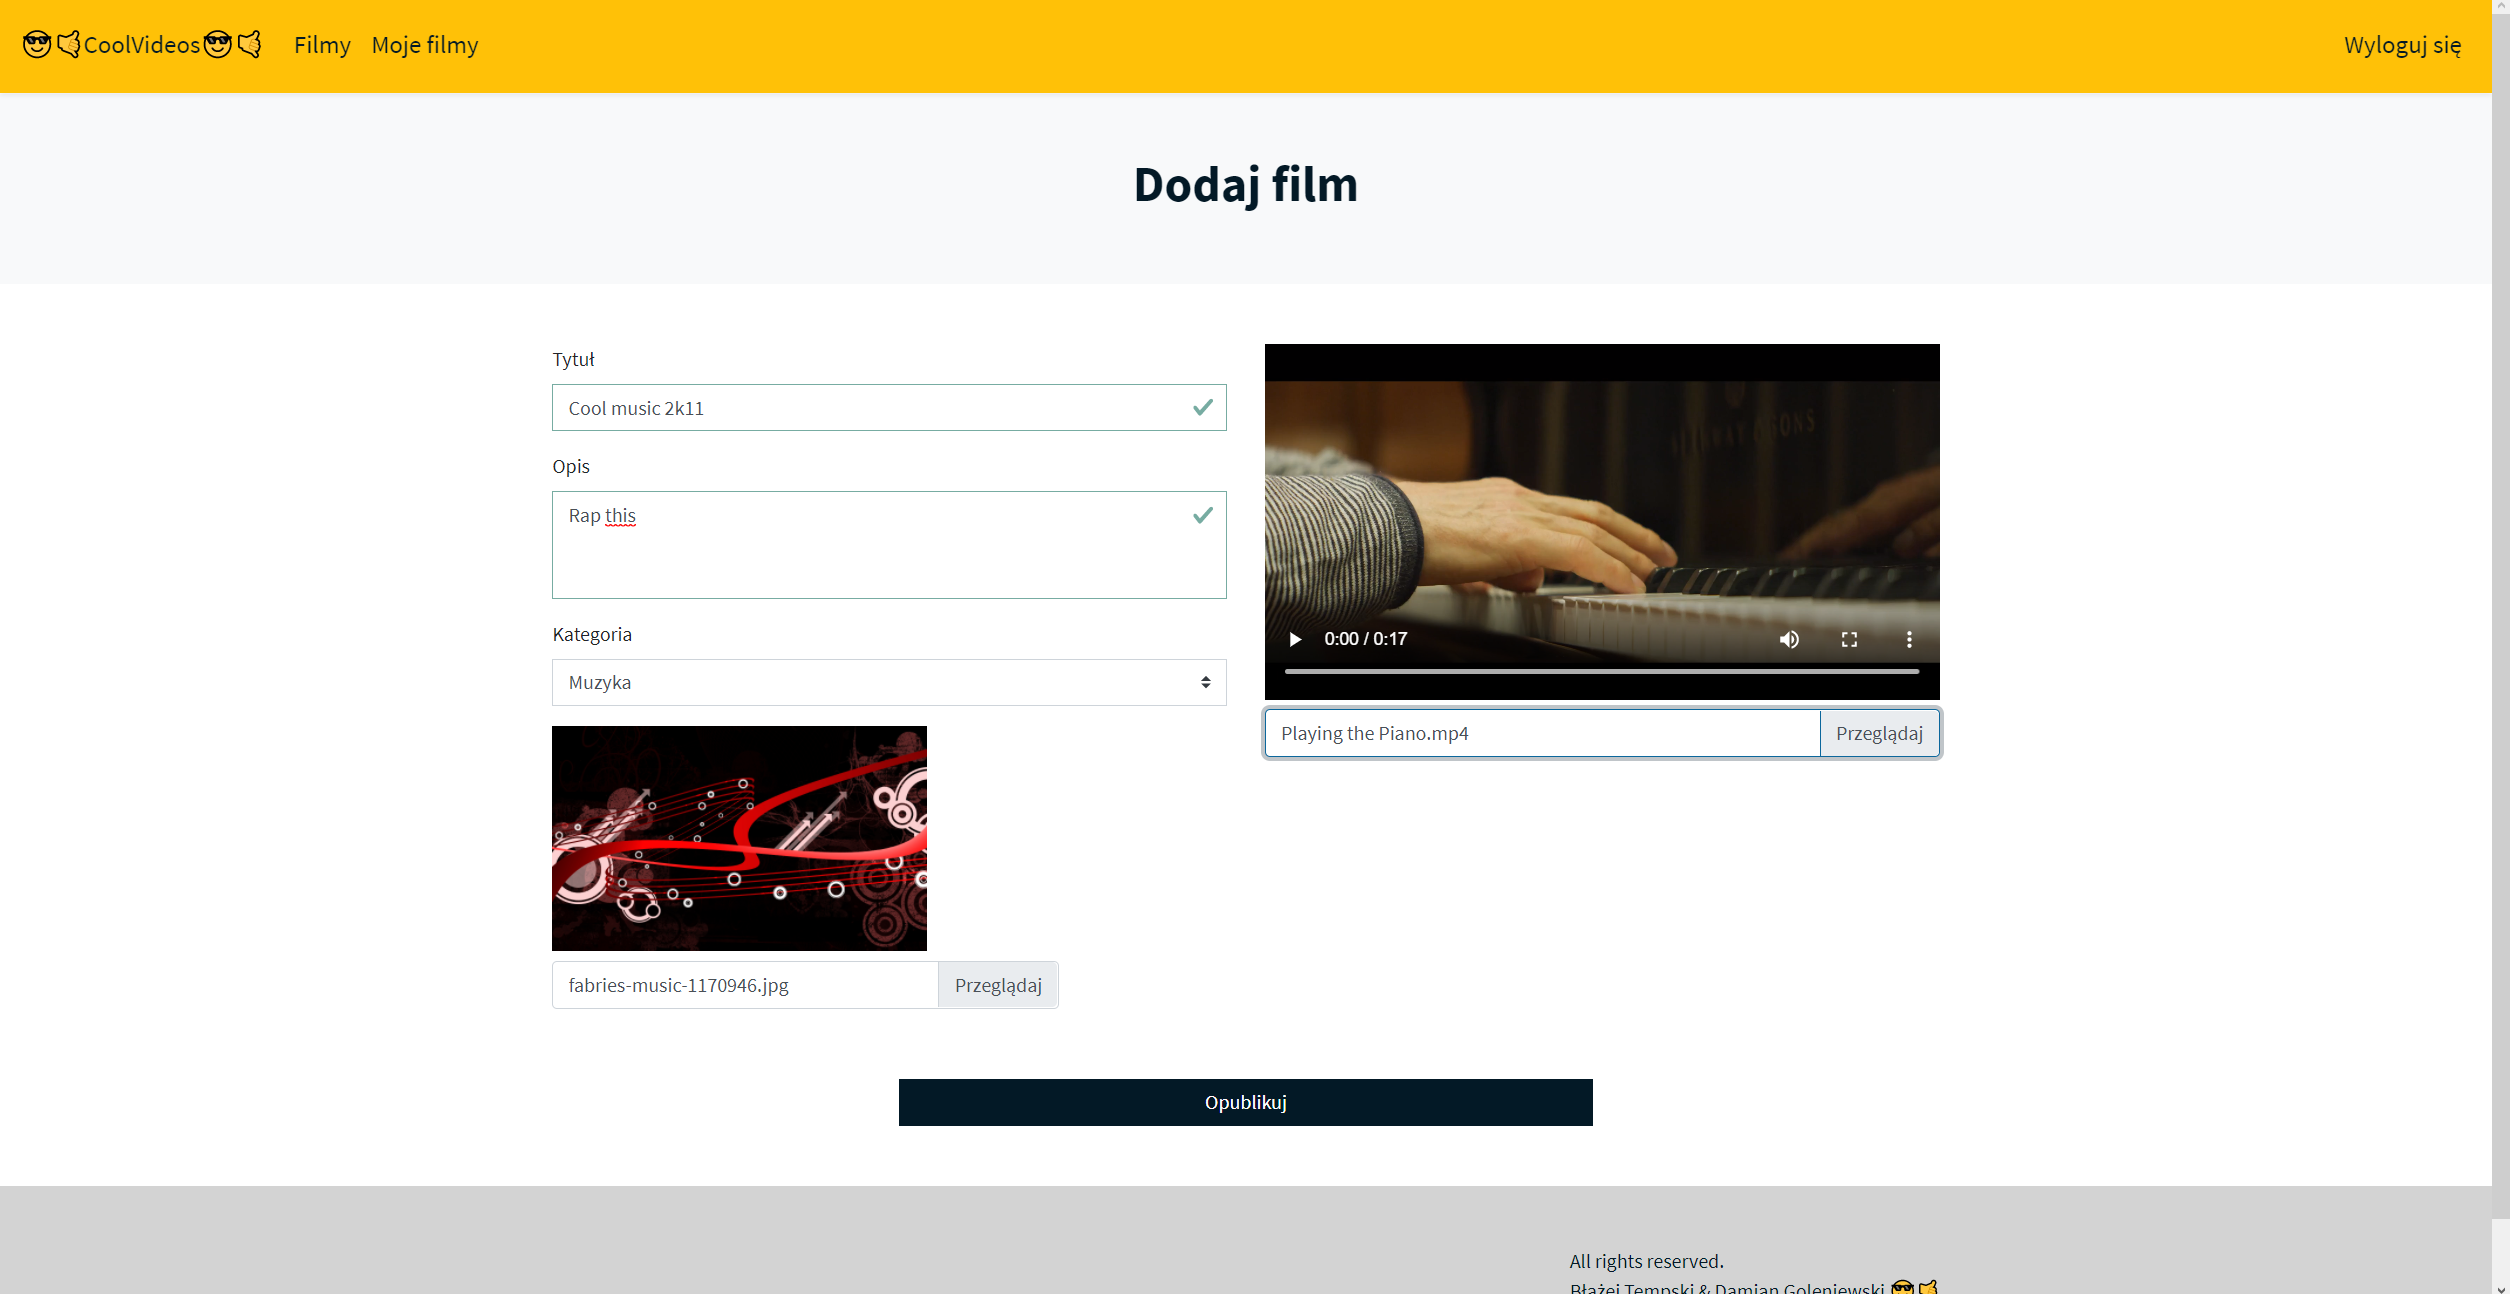 😎🤙CoolVideos😎🤙 Filmy Moje filmy Wyloguj się
Dodaj film
Tytuł
Cool music 2k11
Opis
Rap this
Kategoria
Muzyka
fabries-music-1170946.jpg Przeglądaj
0:00 / 0:17
Playing the Piano.mp4 Przeglądaj
Opublikuj
All rights reserved.
Błażej Tempski & Damian Goleniewski 😎🤙